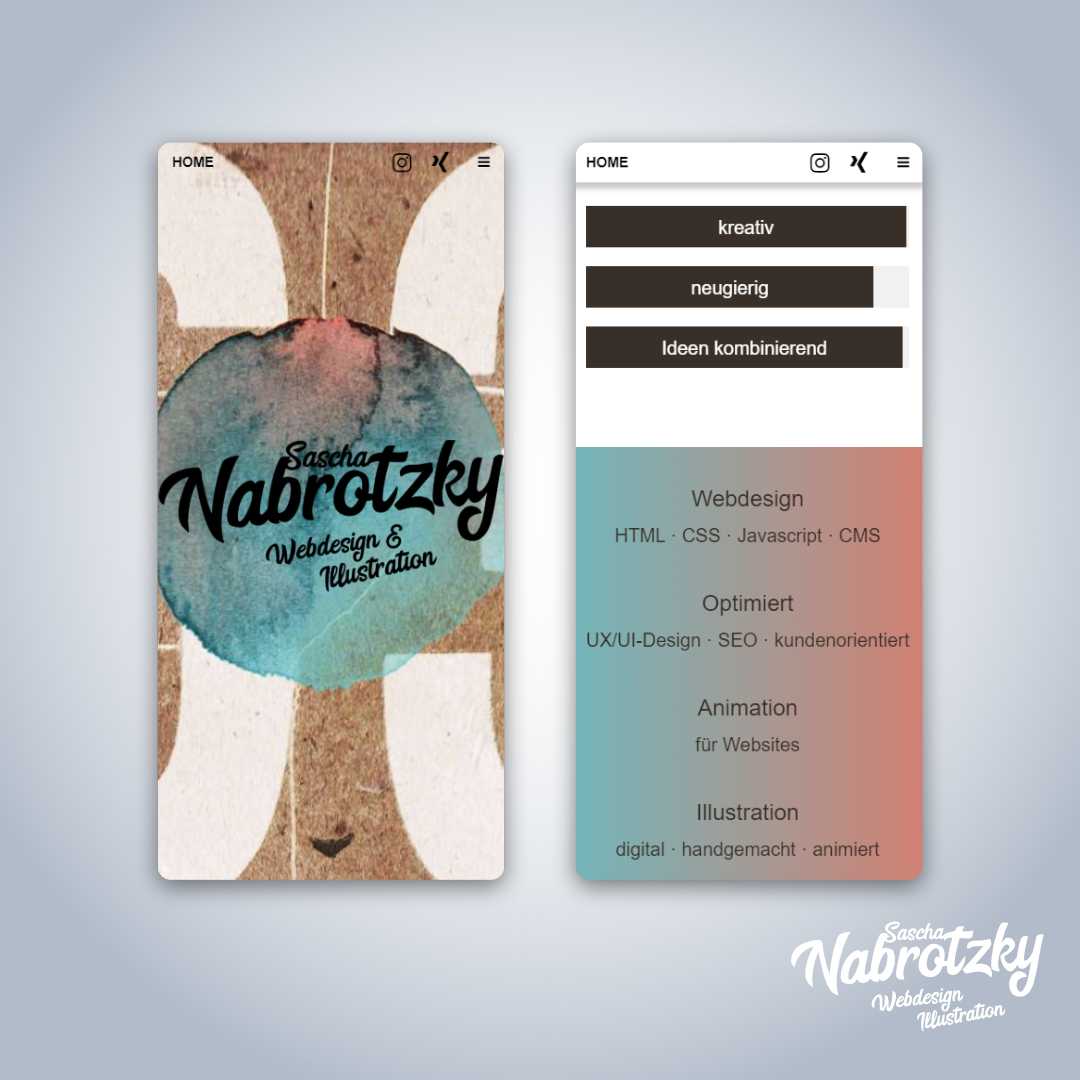 HOME
Sascha
Nabrotzky
Webdesign &
Illustration
HOME
kreativ
neugierig
Ideen kombinierend
Webdesign
HTML · CSS · Javascript · CMS
Optimiert
UX/UI-Design · SEO · kundenorientiert
Animation
für Websites
Illustration
digital · handgemacht · animiert
Sascha
Nabrotzky
Webdesign
Illustration